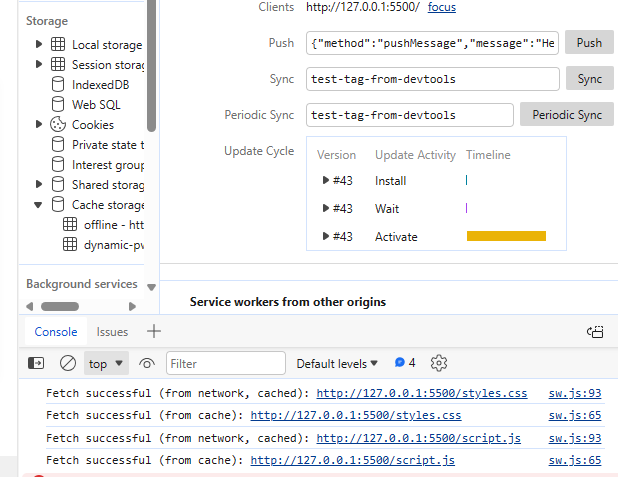 Storage
Local storage
Session storag
IndexedDB
Web SQL
Cookies
Private state t
Interest group
Shared storag
Cache storage
offline - htt
dynamic-pw
Background services
Clients http://127.0.0.1:5500/ focus
Push {"method":"pushMessage","message":"He Push
Sync test-tag-from-devtools Sync
Periodic Sync test-tag-from-devtools Periodic Sync
Update Cycle Version Update Activity Timeline
#43 Install
#43 Wait
#43 Activate
Service workers from other origins
Console Issues
top Filter Default levels 4
Fetch successful (from network, cached): http://127.0.0.1:5500/styles.css sw.js:93
Fetch successful (from cache): http://127.0.0.1:5500/styles.css sw.js:65
Fetch successful (from network, cached): http://127.0.0.1:5500/script.js sw.js:93
Fetch successful (from cache): http://127.0.0.1:5500/script.js sw.js:65